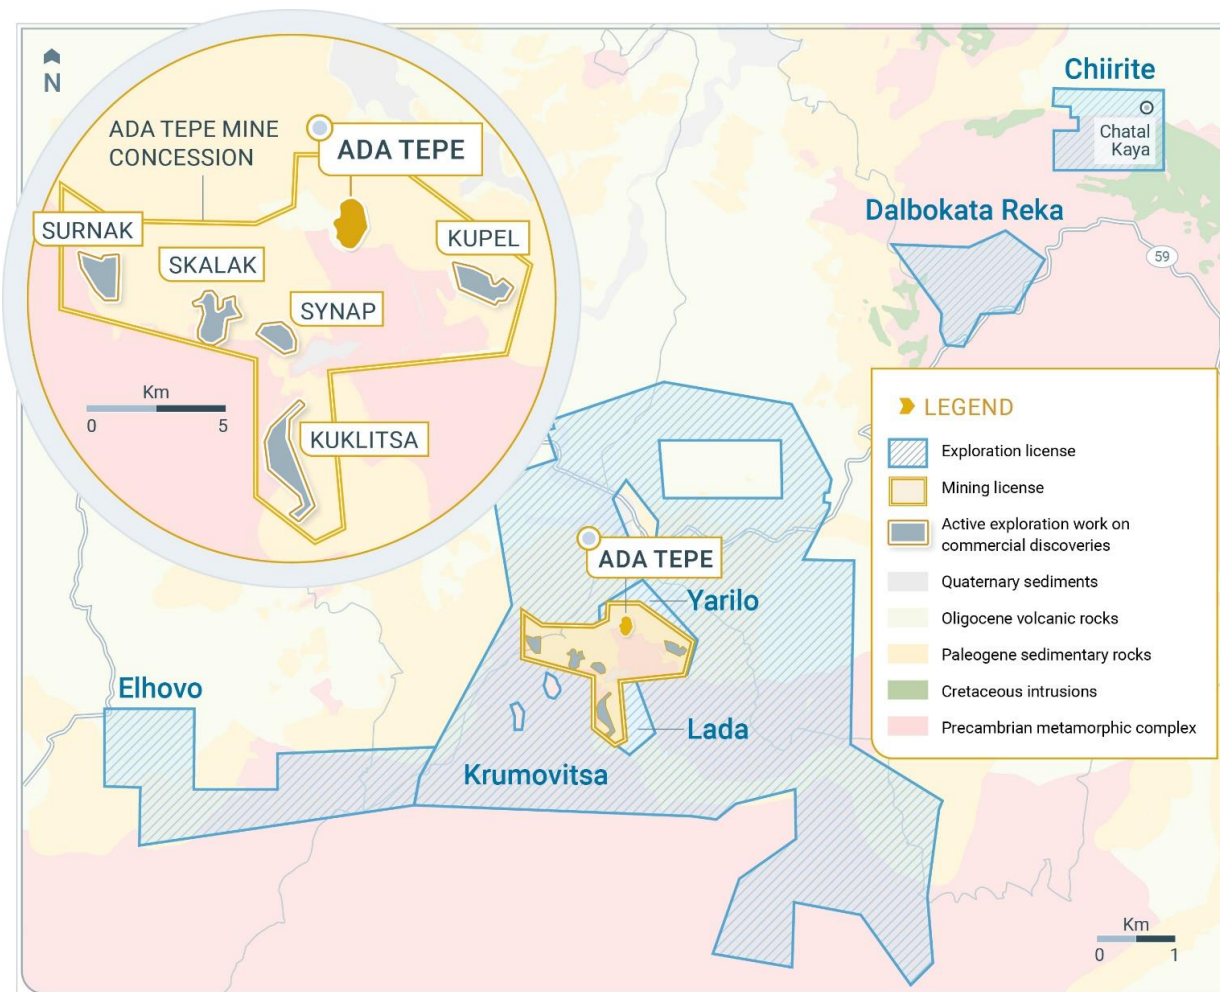 N
ADA TEPE MINE
CONCESSION
ADA TEPE
SURNAK
SKALAK
KUPEL
SYNAP
Km
0 5
KUKLITSA
Chiirite
Chatal
Kaya
Dalbokata Reka
59
ADA TEPE
Yarilo
Elhovo
Lada
Krumovitsa
LEGEND
Exploration license
Mining license
Active exploration work on
commercial discoveries
Quaternary sediments
Oligocene volcanic rocks
Paleogene sedimentary rocks
Cretaceous intrusions
Precambrian metamorphic complex
Km
0 1